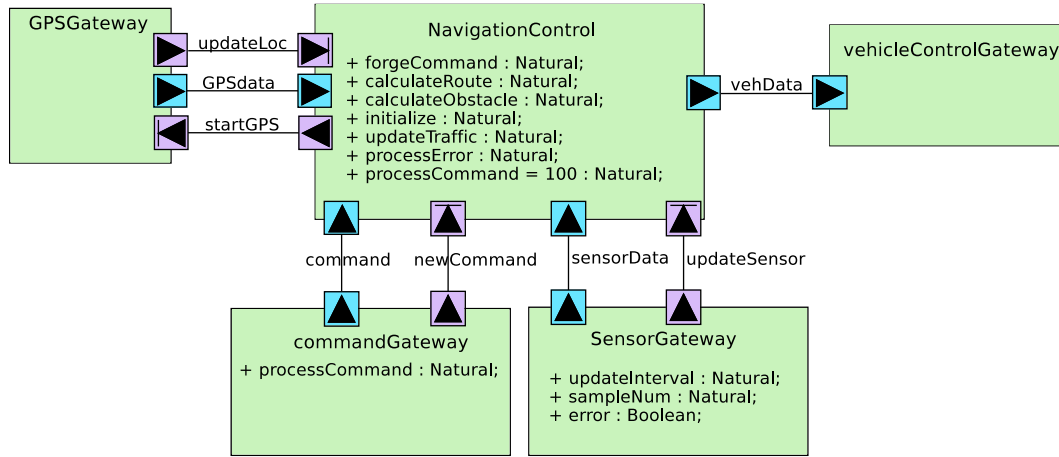 GPSGateway
updateLoc
GPSdata
startGPS
NavigationControl
+ forgeCommand : Natural;
+ calculateRoute : Natural;
+ calculateObstacle : Natural;
+ initialize : Natural;
+ updateTraffic : Natural;
+ processError : Natural;
+ processCommand = 100 : Natural;
vehData
vehicleControlGateway
command
newCommand
sensorData
updateSensor
commandGateway
+ processCommand : Natural;
SensorGateway
+ updateInterval : Natural;
+ sampleNum : Natural;
+ error : Boolean;